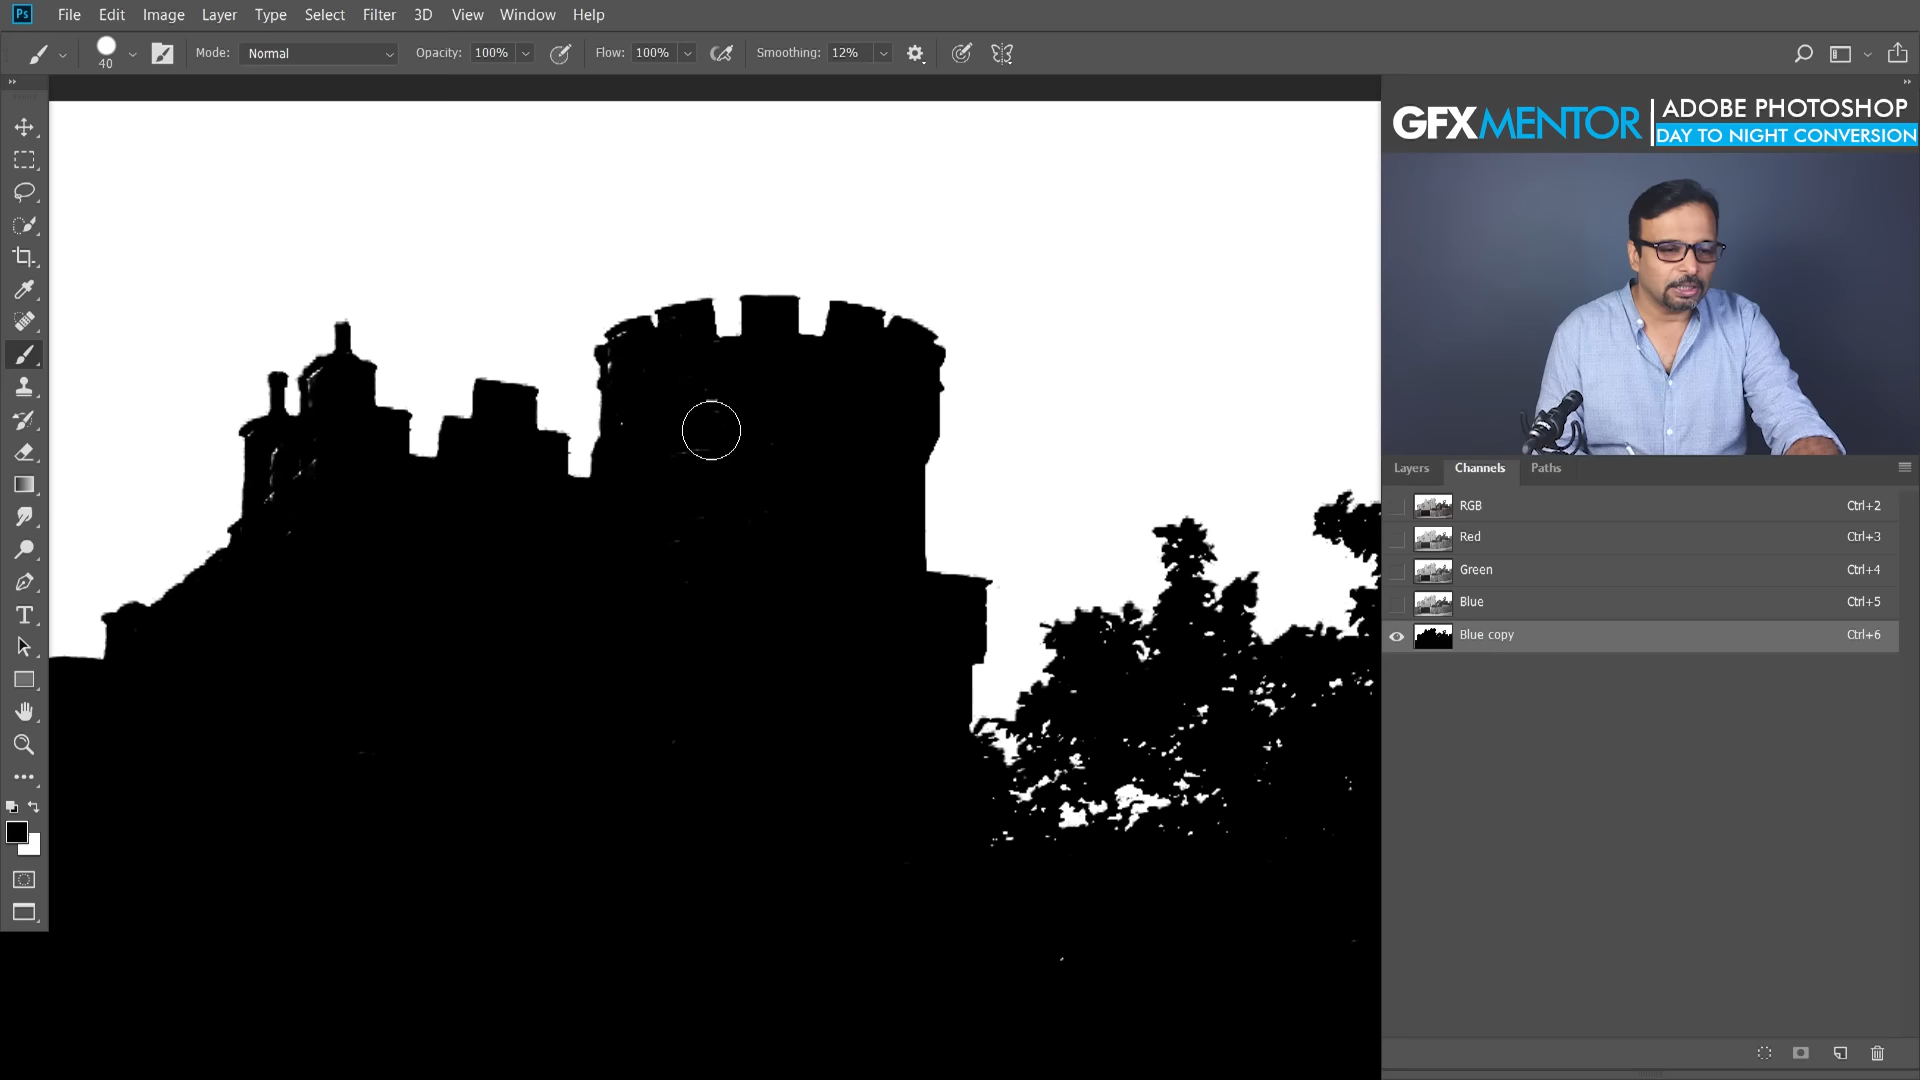 Ps File Edit Image Layer Type Select Filter 3D View Window Help
40 Mode: Normal Opacity: 100% Flow: 100% Smoothing: 12%
GFXMENTOR
ADOBE PHOTOSHOP
DAY TO NIGHT CONVERSION
Layers Channels Paths
RGB Ctrl+2
Red Ctrl+3
Green Ctrl+4
Blue Ctrl+5
Blue copy Ctrl+6